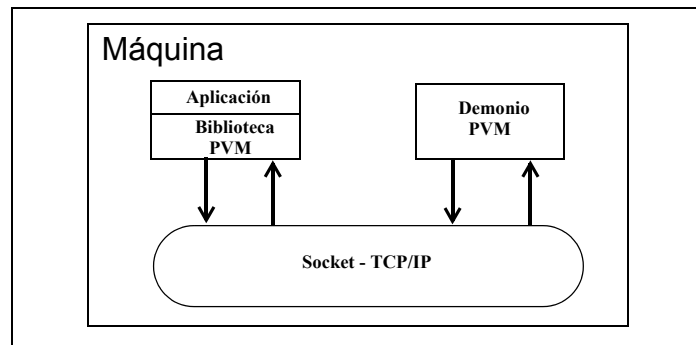 Máquina
Aplicación
Biblioteca
PVM
Demonio
PVM
Socket - TCP/IP